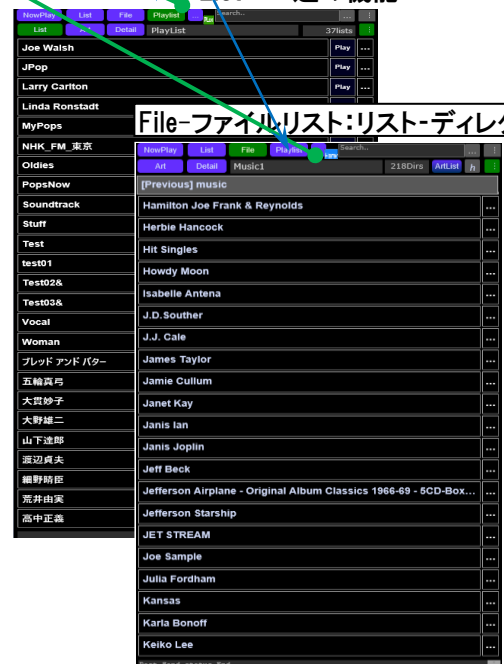 NowPlay List File Playlist ... Search.. ...
List Detail PlayList 37lists ...
Joe Walsh Play ...
JPop Play ...
Larry Carlton Play ...
Linda Ronstadt
MyPops
NHK_FM_東京
Oldies
PopsNow
Soundtrack
Stuff
Test
test01
Test02&
Test03&
Vocal
Woman
ブレッド アンド バター
五輪真弓
大貫妙子
大野雄二
山下達郎
渡辺貞夫
細野晴臣
荒井由実
高中正義
File-ファイルリスト:リスト-ディレク
NowPlay List File Playlist Search.. ...
Art Detail Music1 218Dirs ArtList h
[Previous] music
Hamilton Joe Frank & Reynolds ...
Herbie Hancock ...
Hit Singles ...
Howdy Moon ...
Isabelle Antena ...
J.D.Souther ...
J.J. Cale ...
James Taylor ...
Jamie Cullum ...
Janet Kay ...
Janis Ian ...
Janis Joplin ...
Jeff Beck ...
Jefferson Airplane - Original Album Classics 1966-69 - 5CD-Box... ...
Jefferson Starship ...
JET STREAM ...
Joe Sample ...
Julia Fordham ...
Kansas ...
Karla Bonoff ...
Keiko Lee ...